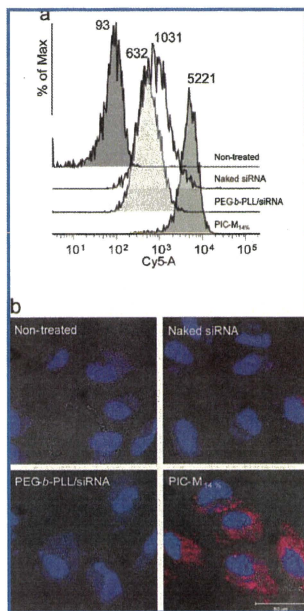 a
93
1031
632
5221
% of Max
Non-treated
Naked siRNA
PEG-b-PLL/siRNA
PIC-M14%
10¹ 10² 10³ 10⁴ 10⁵
Cy5-A
b
Non-treated
Naked siRNA
PEG-b-PLL/siRNA
PIC-M14%